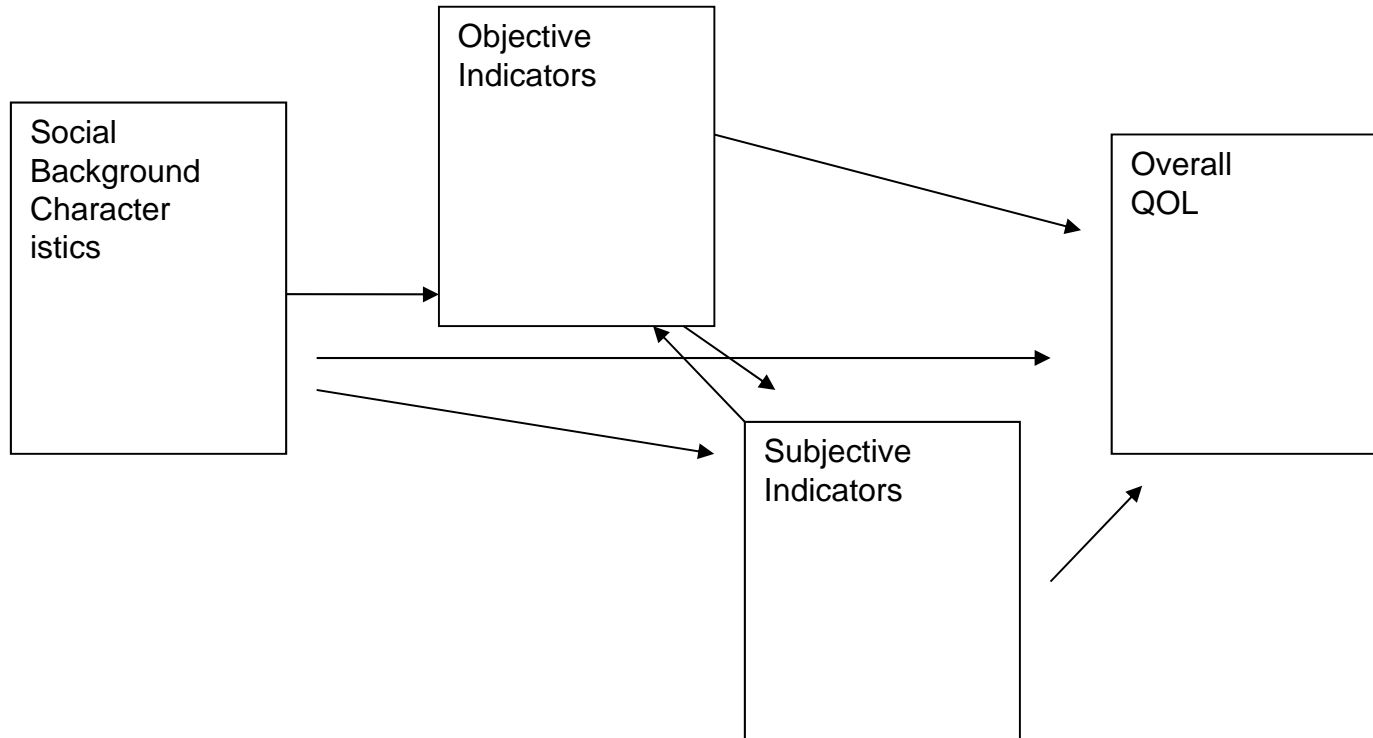 Objective
Indicators
Social
Background
Character
istics
Overall
QOL
Subjective
Indicators